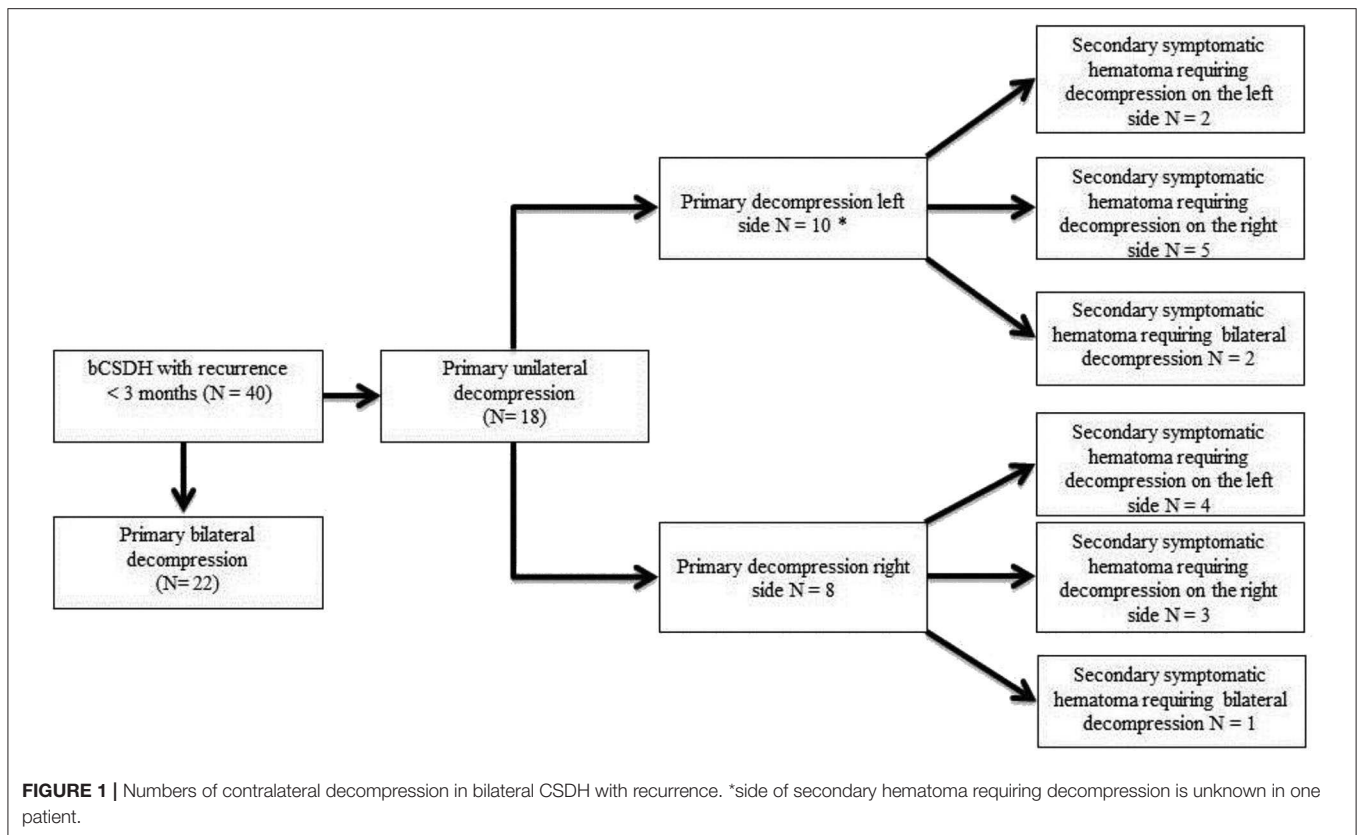 Secondary symptomatic
hematoma requiring
decompression on the left
side N = 2
Primary decompression left
side N = 10 *
Secondary symptomatic
hematoma requiring
decompression on the right
side N = 5
Secondary symptomatic
hematoma requiring bilateral
decompression N = 2
bCSDH with recurrence
< 3 months (N = 40)
Primary unilateral
decompression
(N= 18)
Primary bilateral
decompression
(N= 22)
Secondary symptomatic
hematoma requiring
decompression on the left
side N = 4
Primary decompression right
side N = 8
Secondary symptomatic
hematoma requiring
decompression on the right
side N = 3
Secondary symptomatic
hematoma requiring bilateral
decompression N = 1
FIGURE 1 | Numbers of contralateral decompression in bilateral CSDH with recurrence. *side of secondary hematoma requiring decompression is unknown in one
patient.